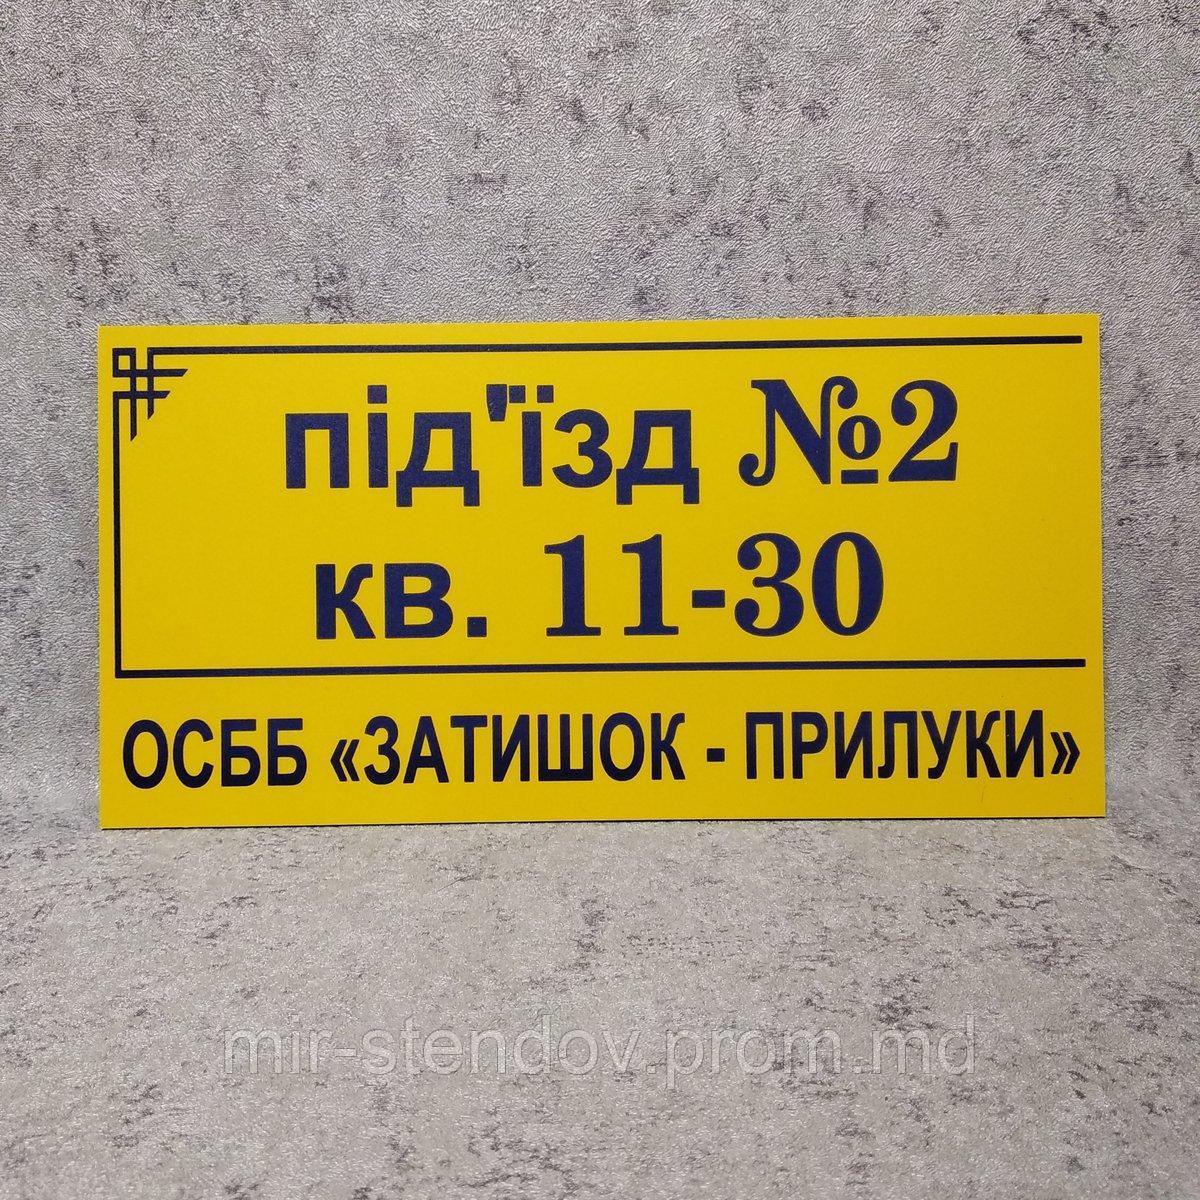 під'їзд №2
кв. 11-30
ОСББ «ЗАТИШОК - ПРИЛУКИ»
mir-stendov.prom.md